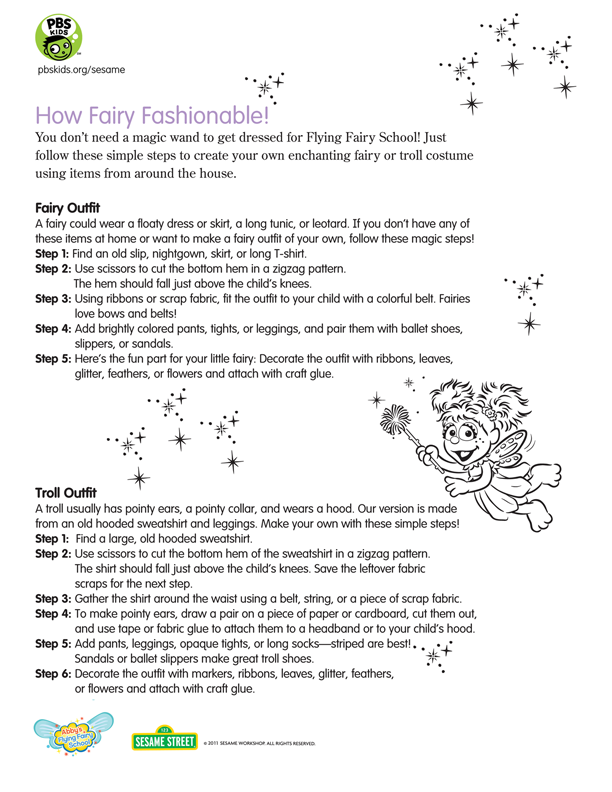 PBS
KIDS
pbskids.org/sesame
How Fairy Fashionable!
You don't need a magic wand to get dressed for Flying Fairy School! Just
follow these simple steps to create your own enchanting fairy or troll costume
using items from around the house.
Fairy Outfit
A fairy could wear a floaty dress or skirt, a long tunic, or leotard. If you don't have any of
these items at home or want to make a fairy outfit of your own, follow these magic steps!
Step 1: Find an old slip, nightgown, skirt, or long T-shirt.
Step 2: Use scissors to cut the bottom hem in a zigzag pattern.
The hem should fall just above the child's knees.
Step 3: Using ribbons or scrap fabric, fit the outfit to your child with a colorful belt. Fairies
love bows and belts!
Step 4: Add brightly colored pants, tights, or leggings, and pair them with ballet shoes,
slippers, or sandals.
Step 5: Here's the fun part for your little fairy: Decorate the outfit with ribbons, leaves,
glitter, feathers, or flowers and attach with craft glue.
Troll Outfit
A troll usually has pointy ears, a pointy collar, and wears a hood. Our version is made
from an old hooded sweatshirt and leggings. Make your own with these simple steps!
Step 1: Find a large, old hooded sweatshirt.
Step 2: Use scissors to cut the bottom hem of the sweatshirt in a zigzag pattern.
The shirt should fall just above the child's knees. Save the leftover fabric
scraps for the next step.
Step 3: Gather the shirt around the waist using a belt, string, or a piece of scrap fabric.
Step 4: To make pointy ears, draw a pair on a piece of paper or cardboard, cut them out,
and use tape or fabric glue to attach them to a headband or to your child's hood.
Step 5: Add pants, leggings, opaque tights, or long socks—striped are best!
Sandals or ballet slippers make great troll shoes.
Step 6: Decorate the outfit with markers, ribbons, leaves, glitter, feathers,
or flowers and attach with craft glue.
Abby's
Flying Fairy
School
SESAME STREET
© 2011 SESAME WORKSHOP. ALL RIGHTS RESERVED.